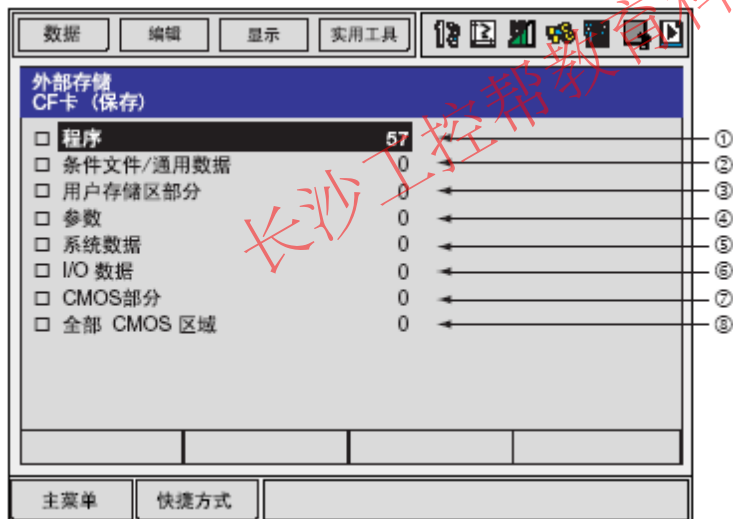 数据 编辑 显示 实用工具
外部存储
CF卡（保存）
程序 57 ①
条件文件/通用数据 0 ②
用户存储区部分 0 ③
参数 0 ④
系统数据 0 ⑤
I/O 数据 0 ⑥
CMOS部分 0 ⑦
全部 CMOS 区域 0 ⑧
主菜单 快捷方式
长沙工控帮教育科